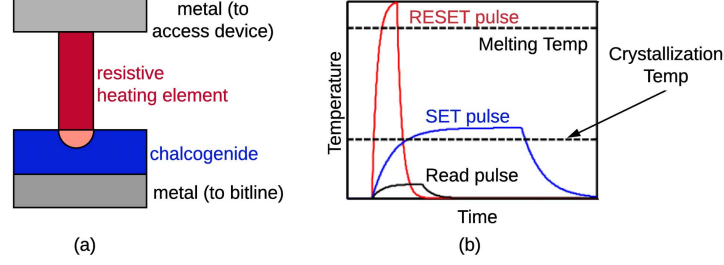 metal (to
access device)
resistive
heating element
chalcogenide
metal (to bitline)
(a)
RESET pulse
Melting Temp
Crystallization
Temp
SET pulse
Read pulse
Temperature
Time
(b)